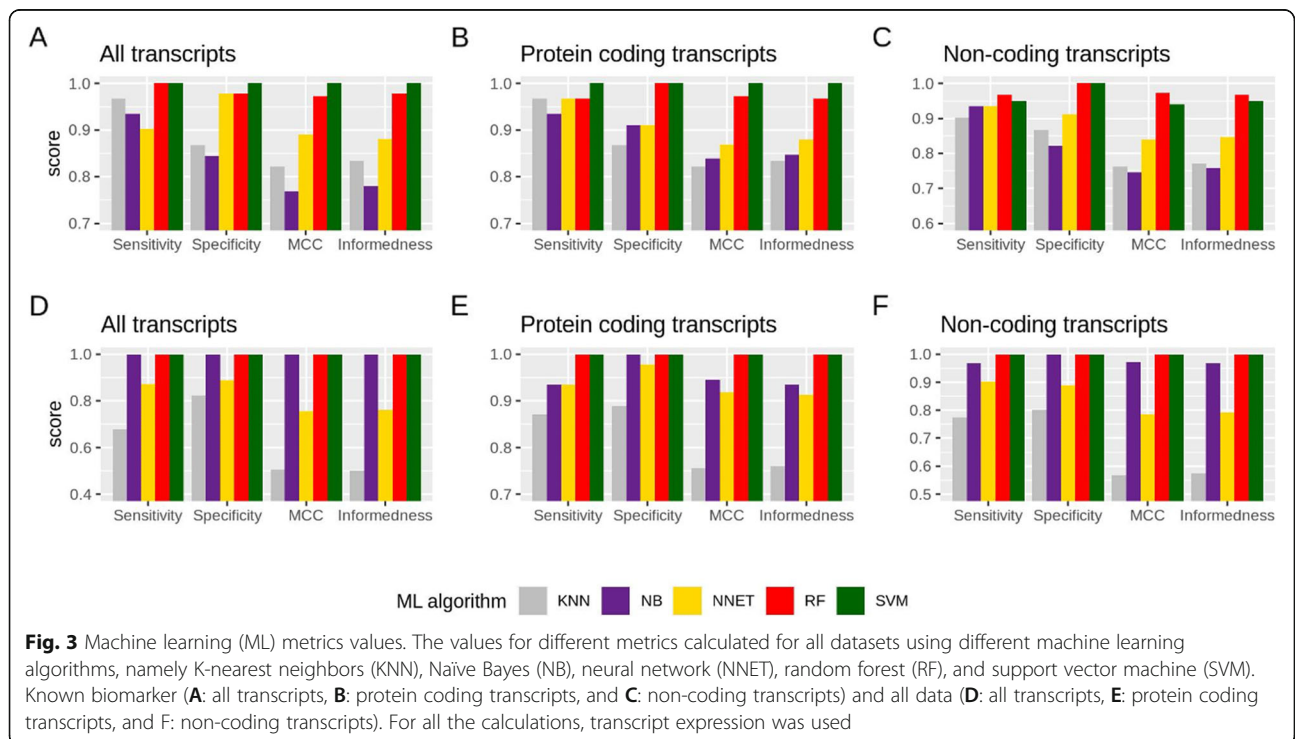 A
All transcripts
B
Protein coding transcripts
C
Non-coding transcripts
score
1.0
0.9
0.8
0.7
Sensitivity Specificity MCC Informedness
1.0
0.9
0.8
0.7
Sensitivity Specificity MCC Informedness
1.0
0.9
0.8
0.7
0.6
Sensitivity Specificity MCC Informedness
D
All transcripts
E
Protein coding transcripts
F
Non-coding transcripts
score
1.0
0.8
0.6
0.4
Sensitivity Specificity MCC Informedness
1.0
0.9
0.8
0.7
Sensitivity Specificity MCC Informedness
1.0
0.9
0.8
0.7
0.6
0.5
Sensitivity Specificity MCC Informedness
ML algorithm KNN NB NNET RF SVM
Fig. 3 Machine learning (ML) metrics values. The values for different metrics calculated for all datasets using different machine learning
algorithms, namely K-nearest neighbors (KNN), Naïve Bayes (NB), neural network (NNET), random forest (RF), and support vector machine (SVM).
Known biomarker (A: all transcripts, B: protein coding transcripts, and C: non-coding transcripts) and all data (D: all transcripts, E: protein coding
transcripts, and F: non-coding transcripts). For all the calculations, transcript expression was used